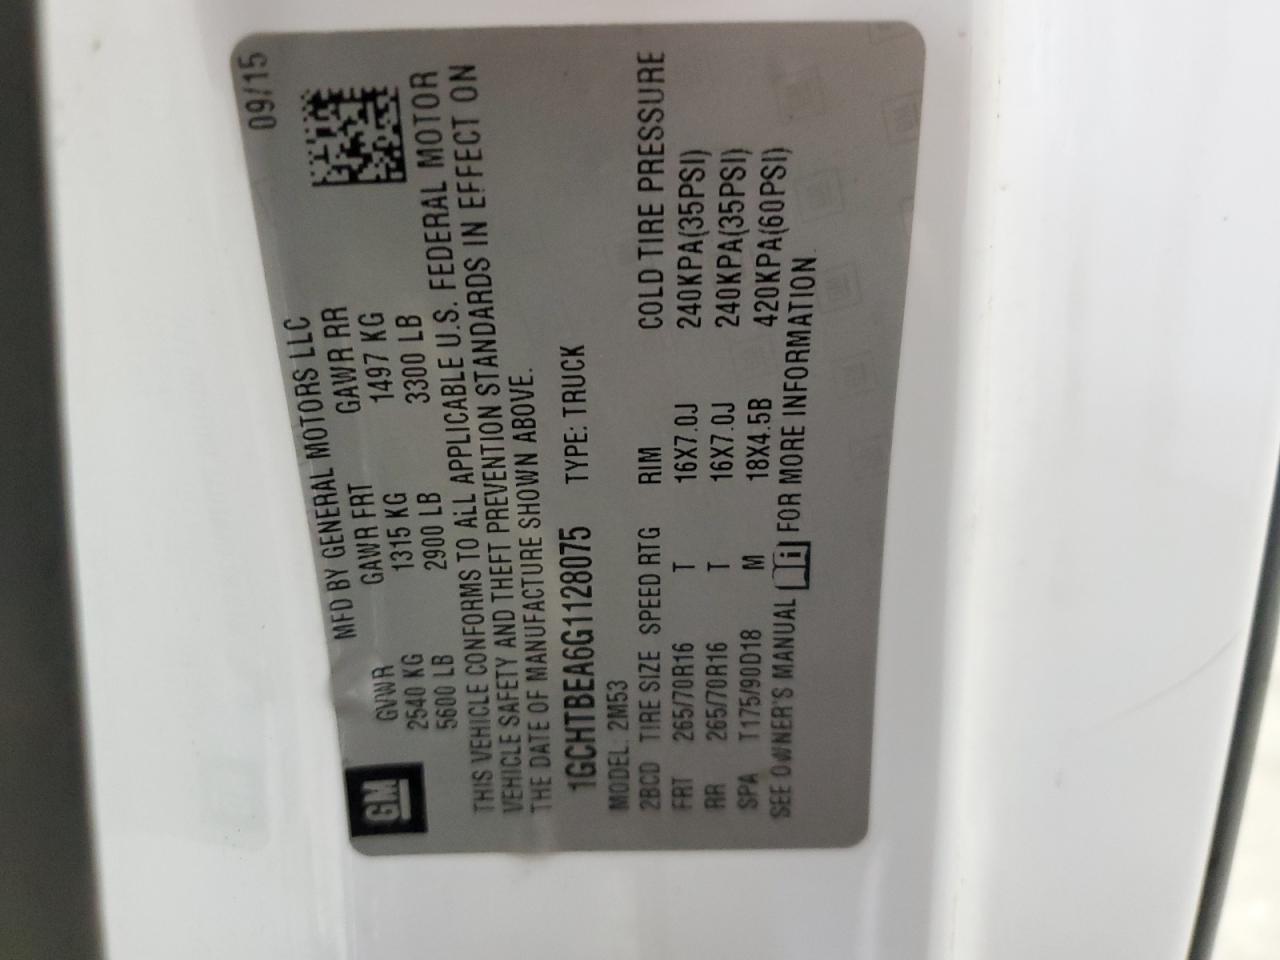 GM
MFD BY GENERAL MOTORS LLC 09/15
GVWR GAWR FRT GAWR RR
2540 KG 1315 KG 1497 KG
5600 LB 2900 LB 3300 LB
THIS VEHICLE CONFORMS TO ALL APPLICABLE U.S. FEDERAL MOTOR
VEHICLE SAFETY AND THEFT PREVENTION STANDARDS IN EFFECT ON
THE DATE OF MANUFACTURE SHOWN ABOVE.
1GCHTBEA6G1128075 TYPE: TRUCK
MODEL: 2M53
2BCD TIRE SIZE SPEED RTG RIM COLD TIRE PRESSURE
FRT 265/70R16 T 16X7.0J 240KPA(35PSI)
RR 265/70R16 T 16X7.0J 240KPA(35PSI)
SPA T175/90D18 M 18X4.5B 420KPA(60PSI)
SEE OWNER'S MANUAL i FOR MORE INFORMATION.